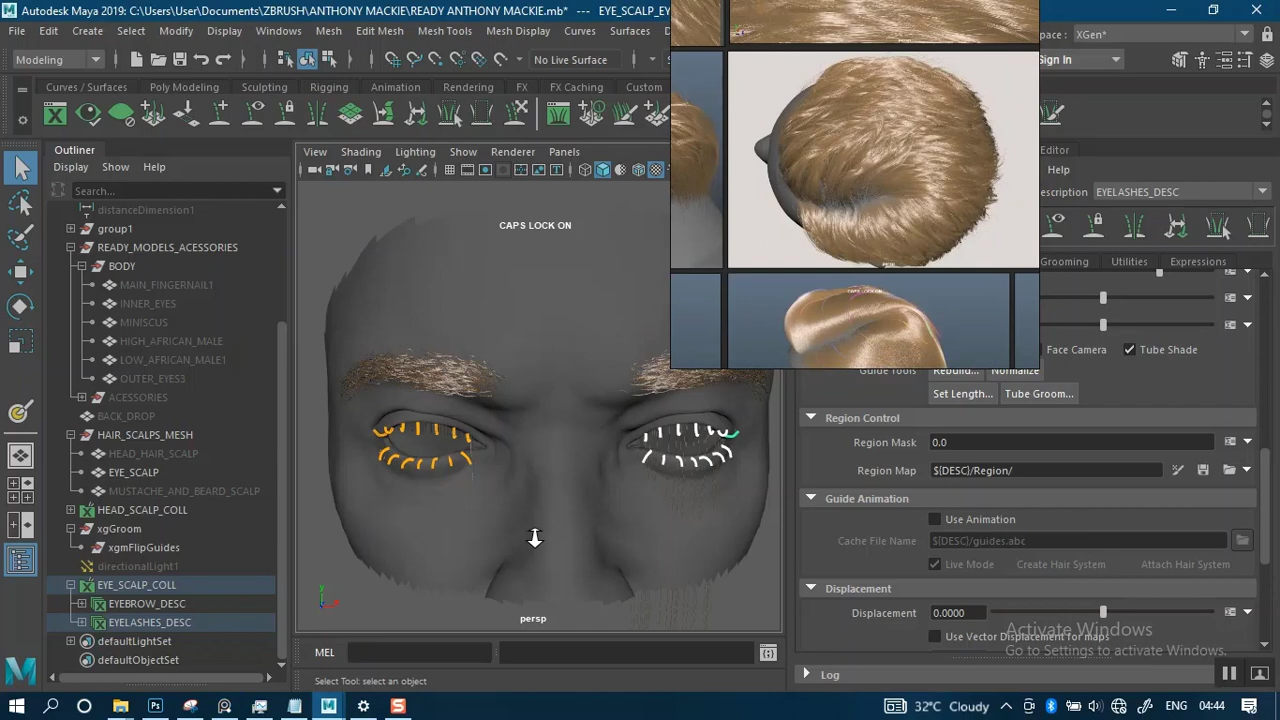 Autodesk Maya 2019: C:\Users\User\Documents\ZBRUSH\ANTHONY MACKIE\READY ANTHONY MACKIE.mb* --- EYE_SCALP_EY
File Edit Create Select Modify Display Windows Mesh Edit Mesh Mesh Tools Mesh Display Curves Surfaces
space : XGen*
Modeling No Live Surface Sign In
Curves / Surfaces Poly Modeling Sculpting Rigging Animation Rendering FX FX Caching Custom
Outliner
Display Show Help
Search...
distanceDimension1
group1
READY_MODELS_ACESSORIES
BODY
MAIN_FINGERNAIL1
INNER_EYES
MINISCUS
HIGH_AFRICAN_MALE
LOW_AFRICAN_MALE1
OUTER_EYES3
ACESSORIES
BACK_DROP
HAIR_SCALPS_MESH
HEAD_HAIR_SCALP
EYE_SCALP
MUSTACHE_AND_BEARD_SCALP
HEAD_SCALP_COLL
xgGroom
xgmFlipGuides
directionalLight1
EYE_SCALP_COLL
EYEBROW_DESC
EYELASHES_DESC
defaultLightSet
defaultObjectSet
View Shading Lighting Show Renderer Panels
CAPS LOCK ON
persp
CAPS LOCK ON
Editor
Help
escription EYELASHES_DESC
Grooming Utilities Expressions
Face Camera Tube Shade
Guide Tools Rebuild... Normalize
Set Length... Tube Groom...
Region Control
Region Mask 0.0
Region Map ${DESC}/Region/
Guide Animation
Use Animation
Cache File Name ${DESC}/guides.abc
Live Mode Create Hair System Attach Hair System
Displacement
Displacement 0.0000
Use Vector Displacement for maps
Activate Windows
Go to Settings to activate Windows.
Log
MEL
Select Tool: select an object
32°C Cloudy ENG 04:44